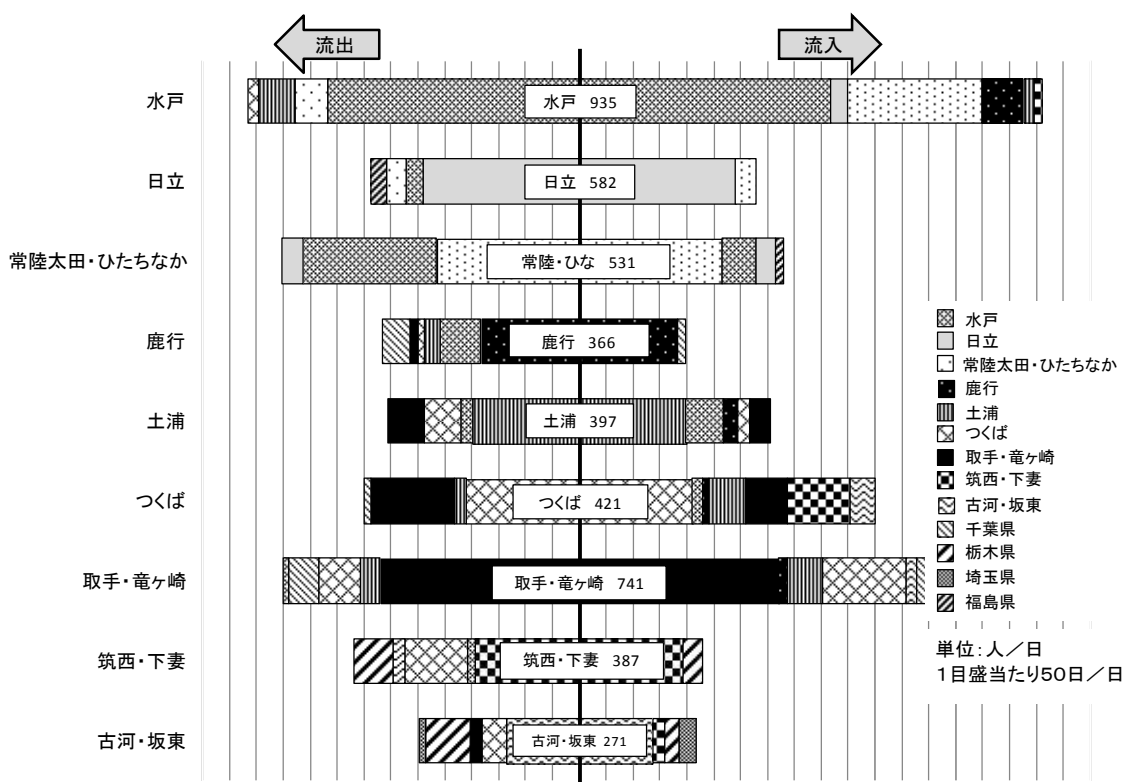 流出
流入
水戸
水戸 935
日立
日立 582
常陸太田・ひたちなか
常陸・ひな 531
鹿行
鹿行 366
土浦
土浦 397
つくば
つくば 421
取手・竜ヶ崎
取手・竜ヶ崎 741
筑西・下妻
筑西・下妻 387
古河・坂東
古河・坂東 271
水戸
日立
常陸太田・ひたちなか
鹿行
土浦
つくば
取手・竜ヶ崎
筑西・下妻
古河・坂東
千葉県
栃木県
埼玉県
福島県
単位:人/日
1目盛当たり50日/日